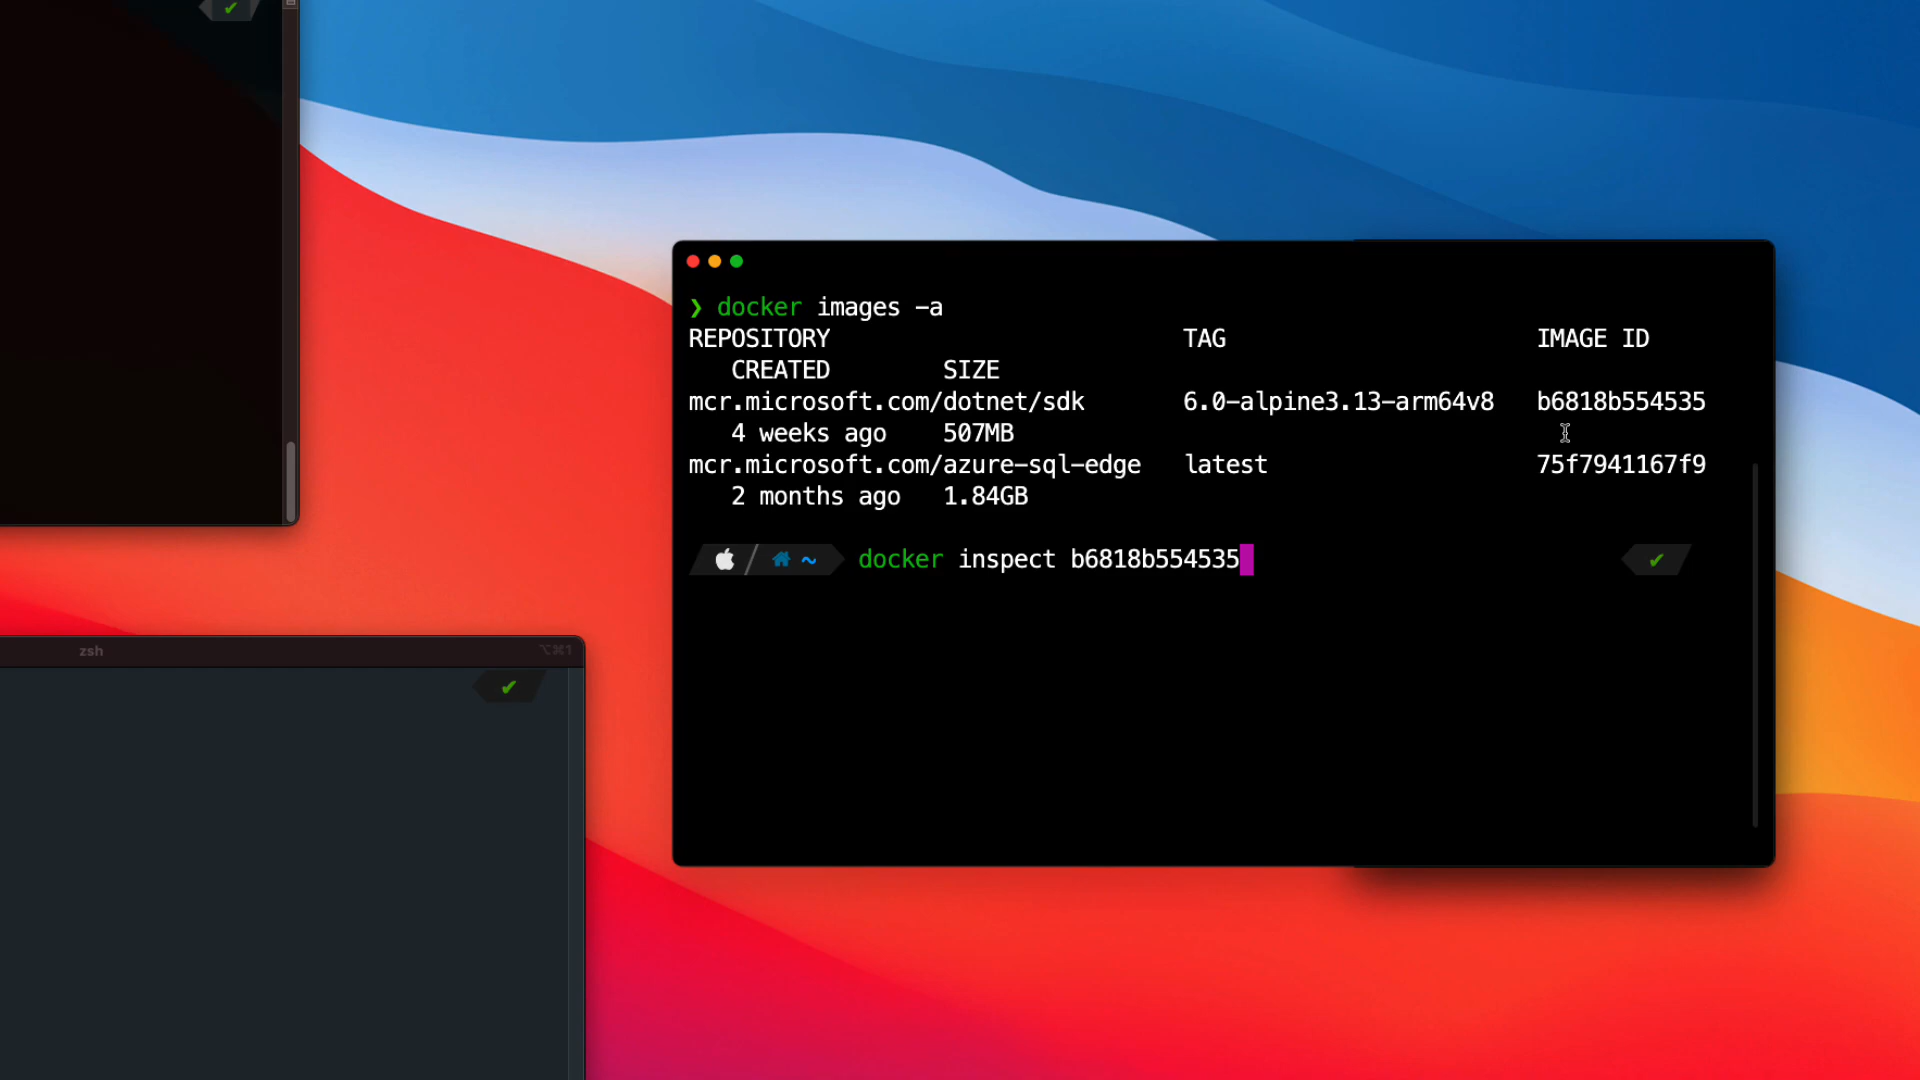 ❯ docker images -a
REPOSITORY TAG IMAGE ID
CREATED SIZE
mcr.microsoft.com/dotnet/sdk 6.0-alpine3.13-arm64v8 b6818b554535
4 weeks ago 507MB
mcr.microsoft.com/azure-sql-edge latest 75f7941167f9
2 months ago 1.84GB
~ docker inspect b6818b554535 ✔
zsh ⌥⌘1
✔